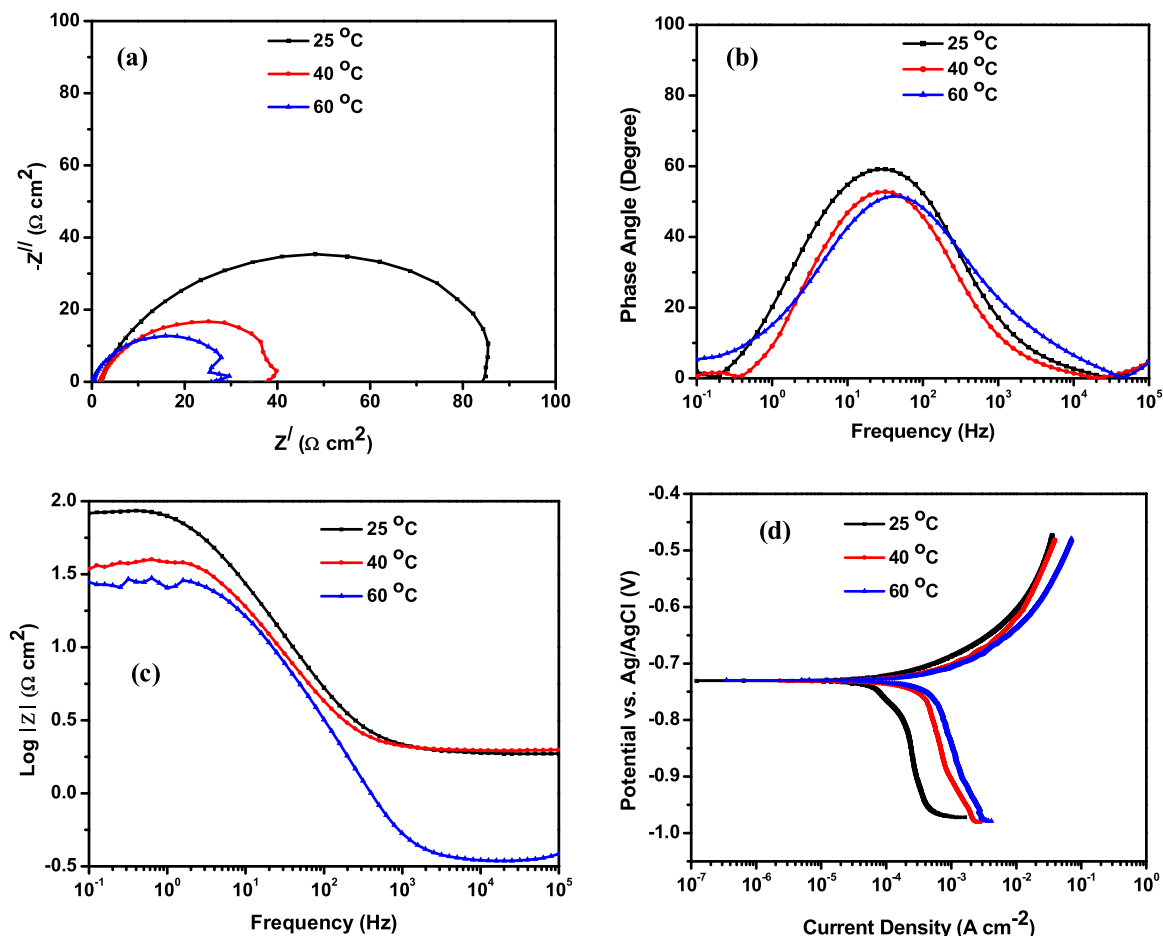 (a)
25 °C
40 °C
60 °C
100
80
60
40
20
0
0 20 40 60 80 100
-Z// (Ω cm2)
Z/ (Ω cm2)
(b)
25 °C
40 °C
60 °C
100
80
60
40
20
0
10-1 100 101 102 103 104 105
Phase Angle (Degree)
Frequency (Hz)
(c)
25 °C
40 °C
60 °C
2.0
1.5
1.0
0.5
0.0
-0.5
10-1 100 101 102 103 104 105
Log |Z| (Ω cm2)
Frequency (Hz)
(d)
25 °C
40 °C
60 °C
-0.4
-0.5
-0.6
-0.7
-0.8
-0.9
-1.0
10-7 10-6 10-5 10-4 10-3 10-2 10-1 100
Potential vs. Ag/AgCl (V)
Current Density (A cm-2)